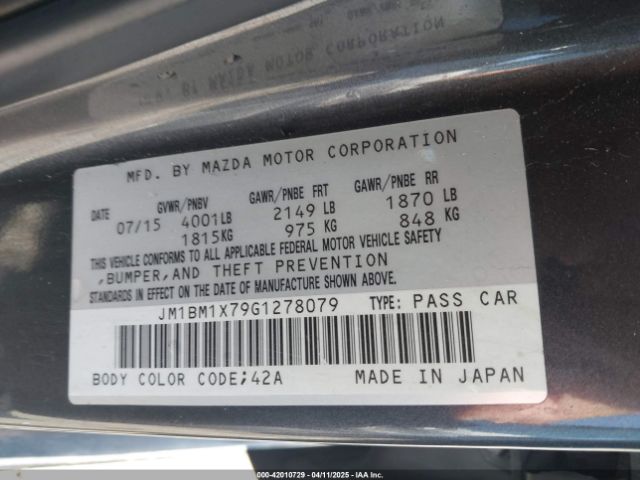 MFD. BY MAZDA MOTOR CORPORATION
DATE GVWR/PNBV GAWR/PNBE FRT GAWR/PNBE RR
07/15 4001LB 2149 LB 1870 LB
1815KG 975 KG 848 KG
THIS VEHICLE CONFORMS TO ALL APPLICABLE FEDERAL MOTOR VEHICLE SAFETY
,BUMPER,AND THEFT PREVENTION
STANDARDS IN EFFECT ON THE DATE OF MANUFACTURE SHOWN ABOVE.
JM1BM1X79G1278079 TYPE: PASS CAR
BODY COLOR CODE;42A MADE IN JAPAN
000-42010729 - 04/11/2025 - IAAI, Inc.